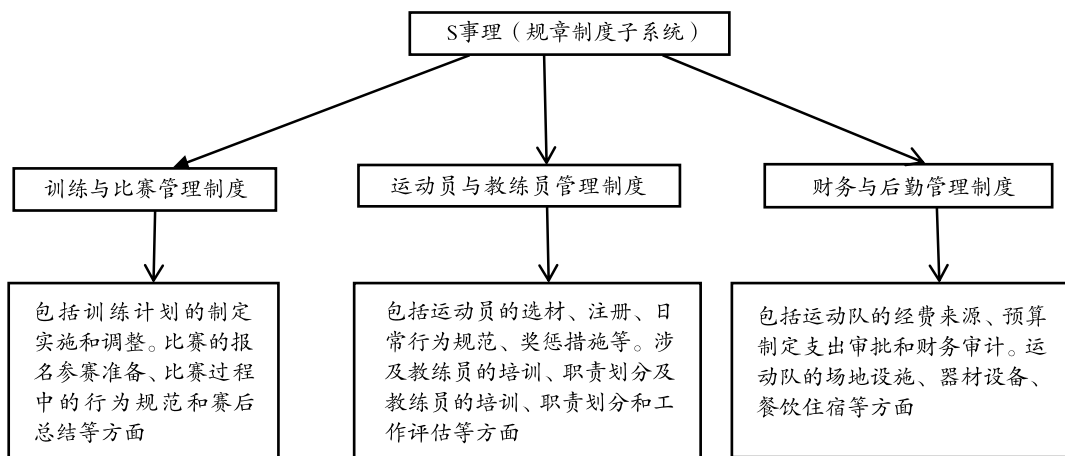 S事理（规章制度子系统）
训练与比赛管理制度
运动员与教练员管理制度
财务与后勤管理制度
包括训练计划的制定
实施和调整。比赛的报
名参赛准备、比赛过程
中的行为规范和赛后
总结等方面
包括运动员的选材、注册、日
常行为规范、奖惩措施等。涉
及教练员的培训、职责划分及
教练员的培训、职责划分和工
作评估等方面
包括运动队的经费来源、预算
制定支出审批和财务审计。运
动队的场地设施、器材设备、
餐饮住宿等方面